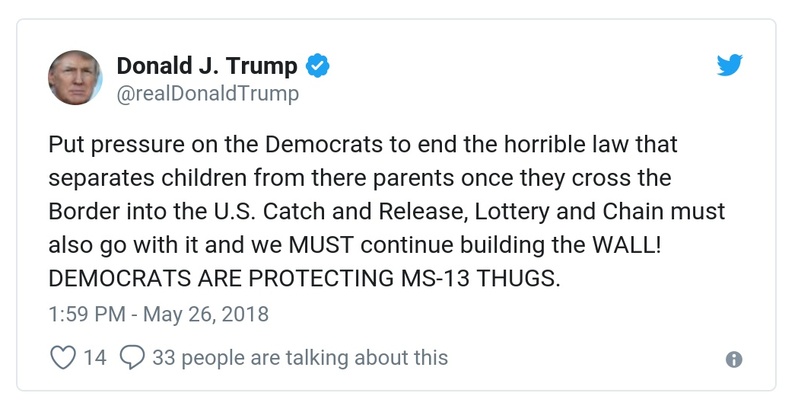 Donald J. Trump
@realDonaldTrump
Put pressure on the Democrats to end the horrible law that
separates children from there parents once they cross the
Border into the U.S. Catch and Release, Lottery and Chain must
also go with it and we MUST continue building the WALL!
DEMOCRATS ARE PROTECTING MS-13 THUGS.
1:59 PM - May 26, 2018
14 33 people are talking about this